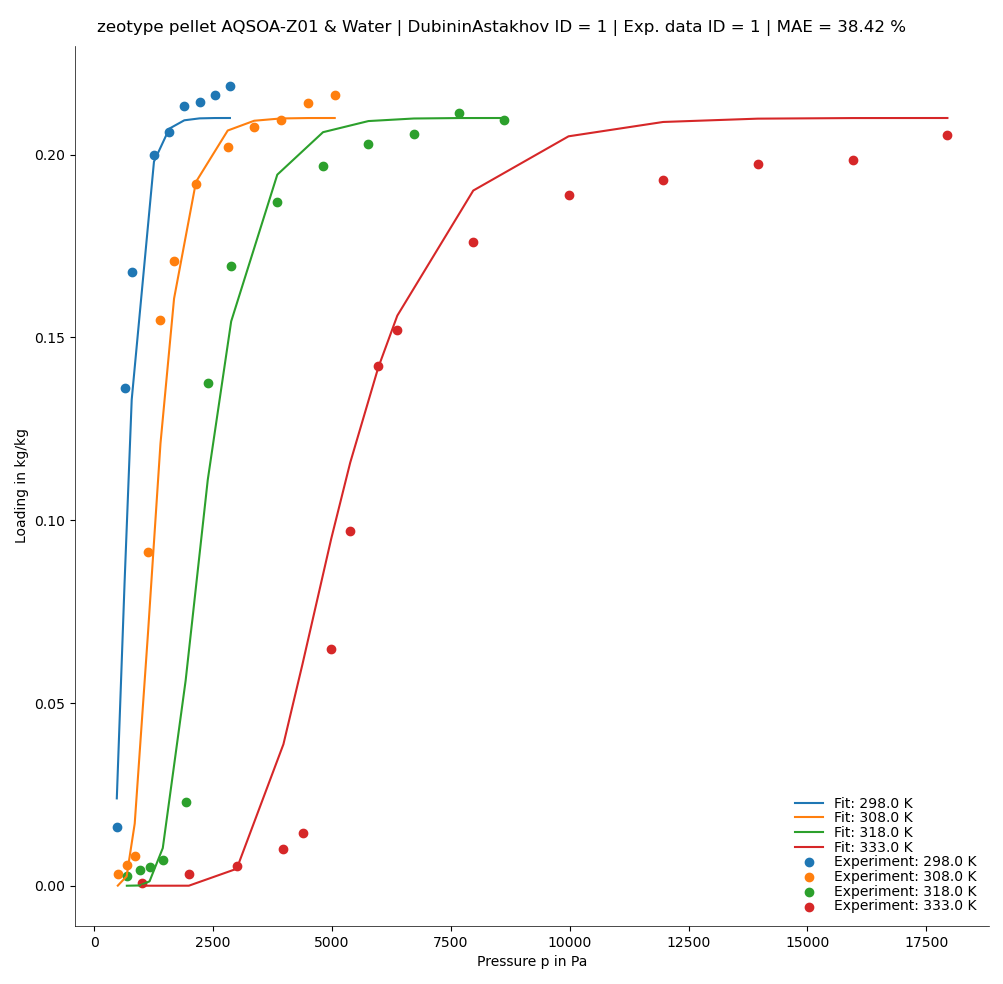 zeotype pellet AQSOA-Z01 & Water | DubininAstakhov ID = 1 | Exp. data ID = 1 | MAE = 38.42 %
Loading in kg/kg
0.20
0.15
0.10
0.05
0.00
Fit: 298.0 K
Fit: 308.0 K
Fit: 318.0 K
Fit: 333.0 K
Experiment: 298.0 K
Experiment: 308.0 K
Experiment: 318.0 K
Experiment: 333.0 K
0 2500 5000 7500 10000 12500 15000 17500
Pressure p in Pa